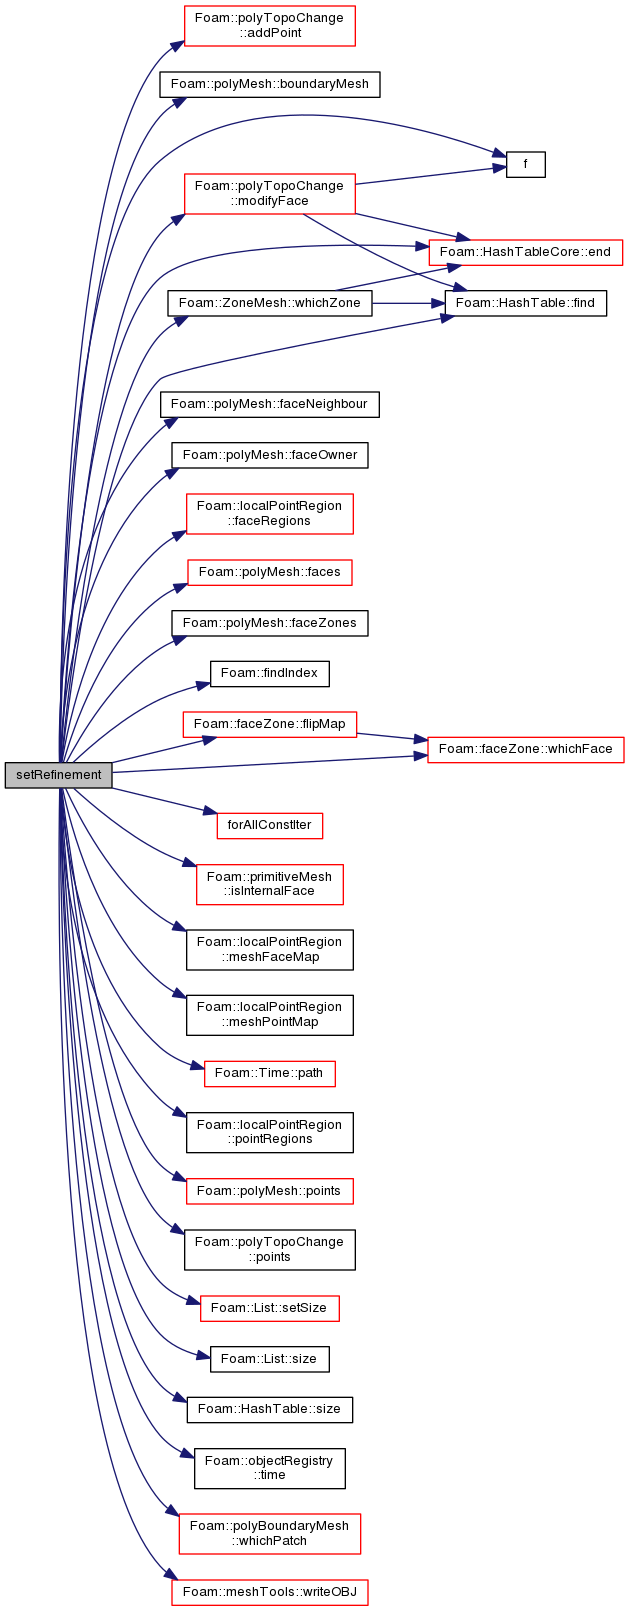 Foam::polyTopoChange
::addPoint
Foam::polyMesh::boundaryMesh
f
Foam::polyTopoChange
::modifyFace
Foam::HashTableCore::end
Foam::ZoneMesh::whichZone
Foam::HashTable::find
Foam::polyMesh::faceNeighbour
Foam::polyMesh::faceOwner
Foam::localPointRegion
::faceRegions
Foam::polyMesh::faces
Foam::polyMesh::faceZones
Foam::findIndex
Foam::faceZone::flipMap
Foam::faceZone::whichFace
setRefinement
forAllConstIter
Foam::primitiveMesh
::isInternalFace
Foam::localPointRegion
::meshFaceMap
Foam::localPointRegion
::meshPointMap
Foam::Time::path
Foam::localPointRegion
::pointRegions
Foam::polyMesh::points
Foam::polyTopoChange
::points
Foam::List::setSize
Foam::List::size
Foam::HashTable::size
Foam::objectRegistry
::time
Foam::polyBoundaryMesh
::whichPatch
Foam::meshTools::writeOBJ